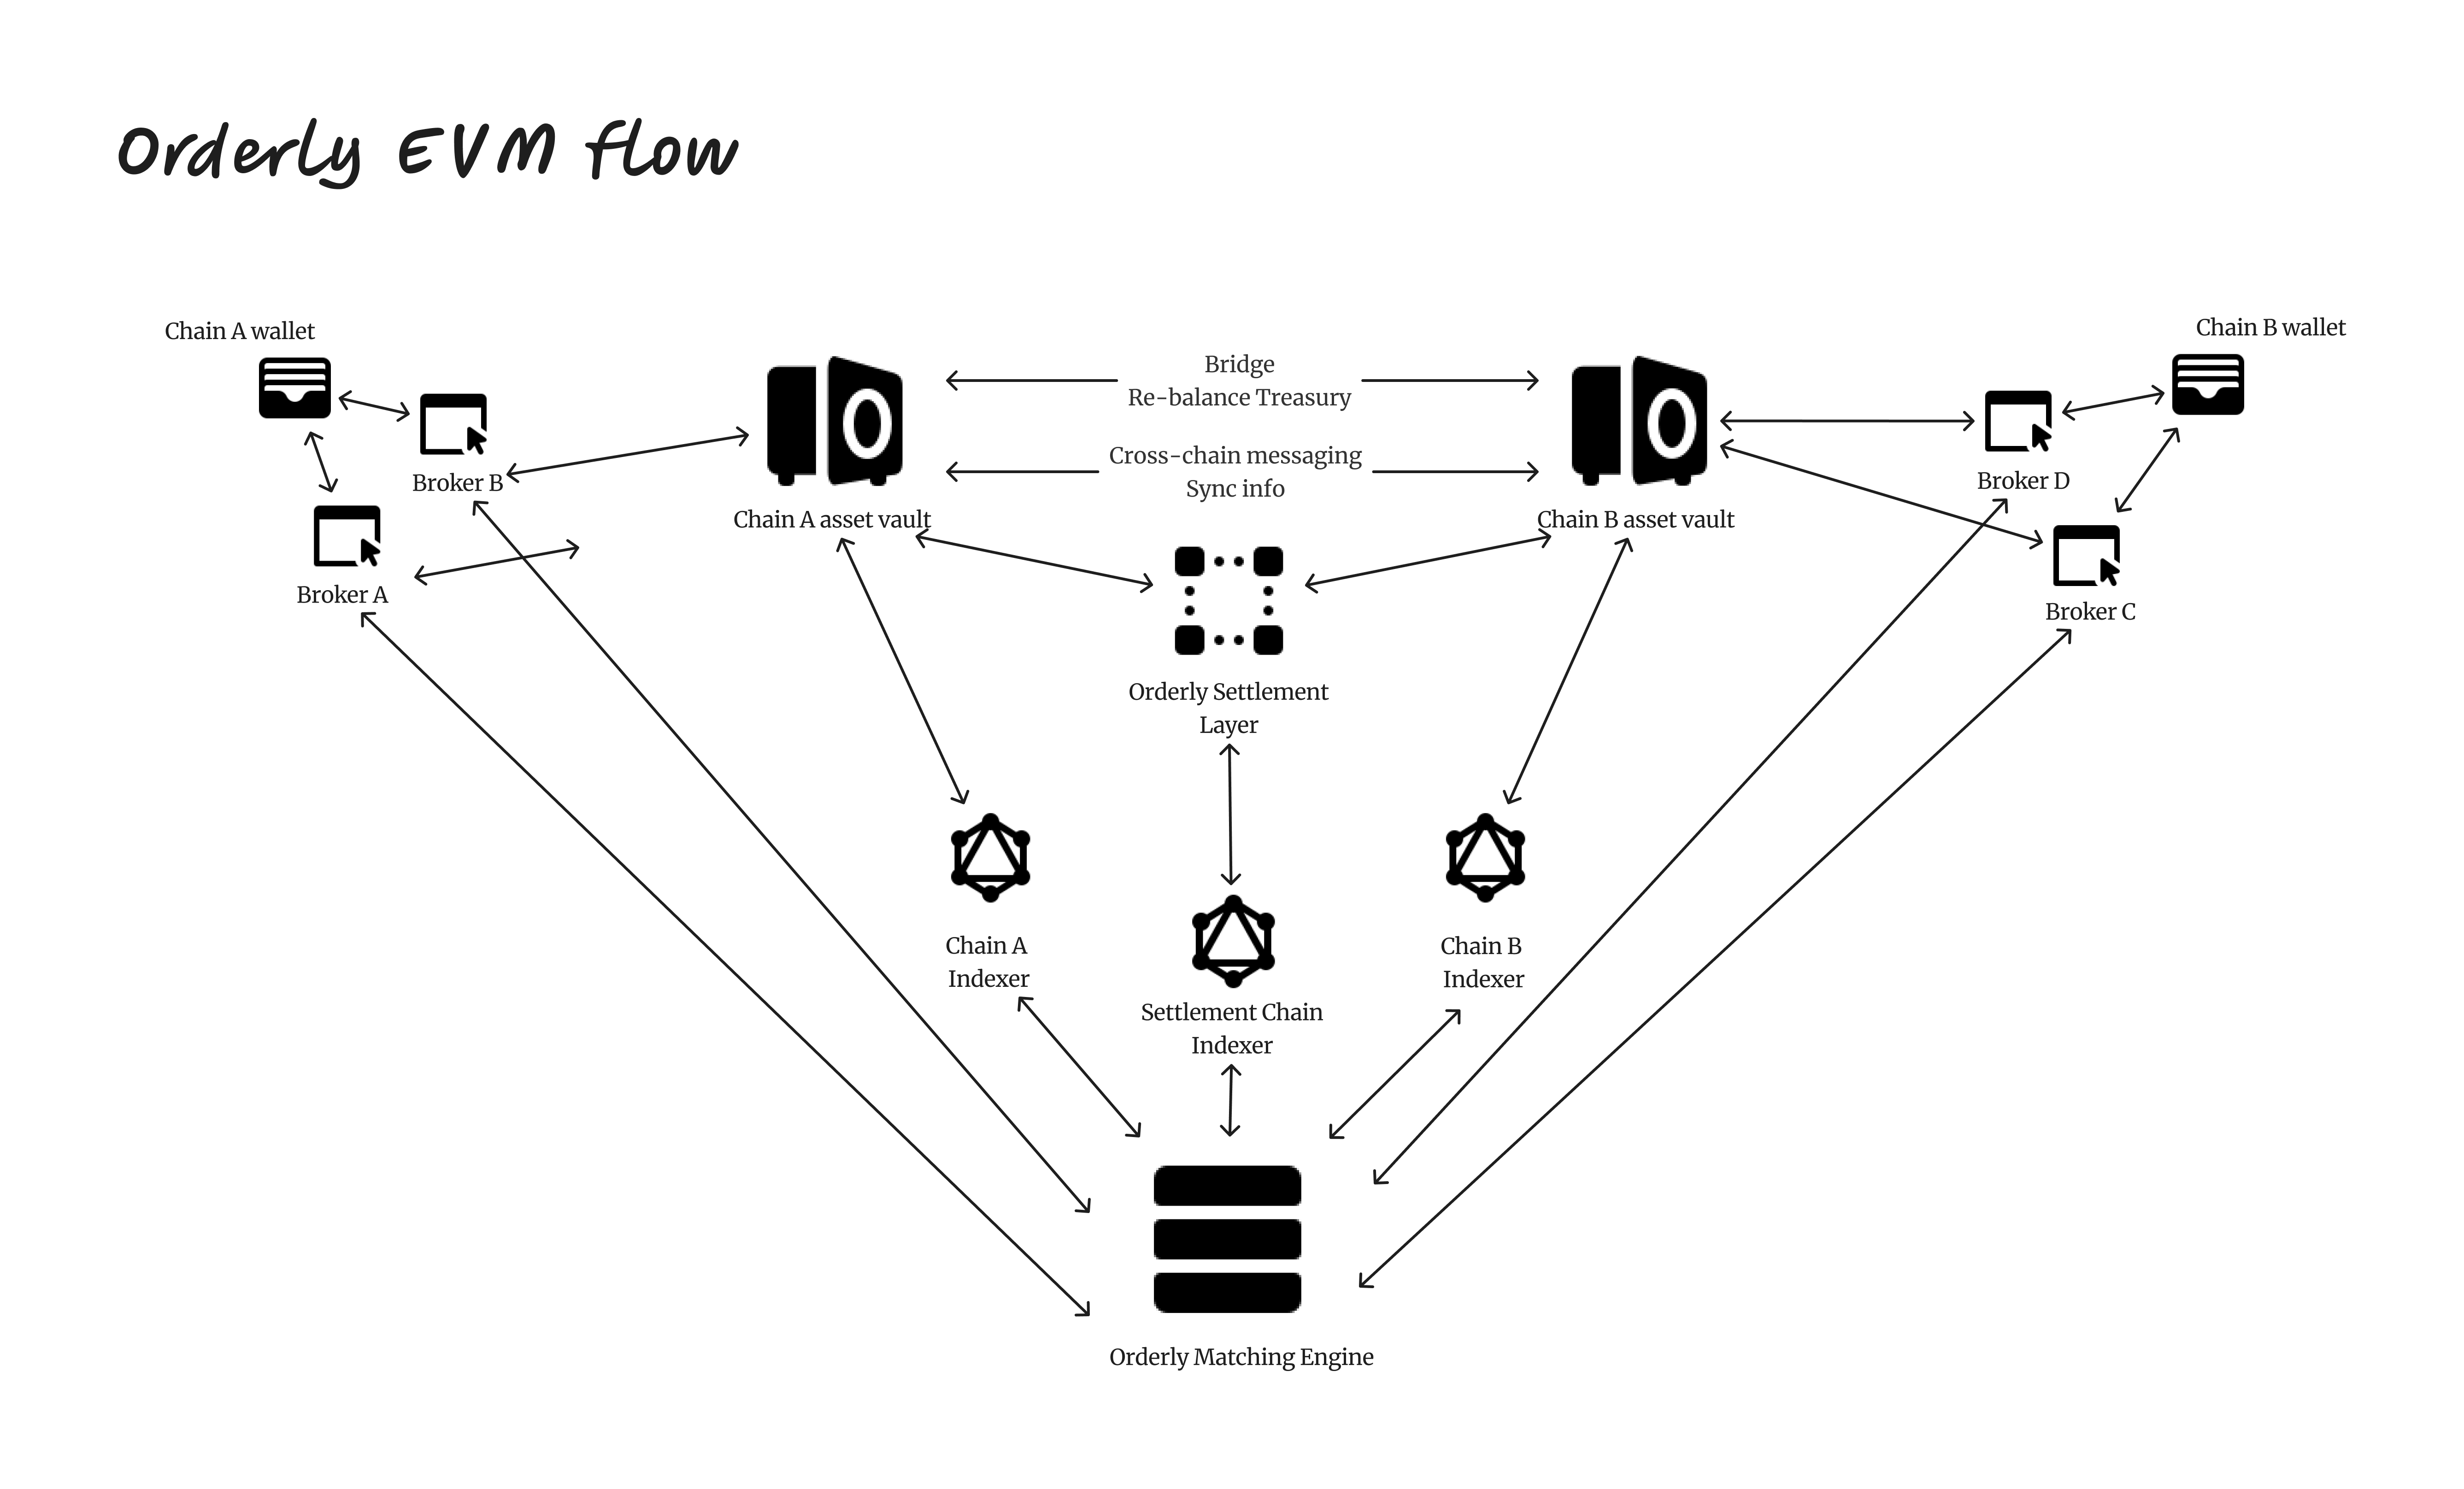 Orderly EVM flow
Chain A wallet
Chain B wallet
Bridge
Re-balance Treasury
Cross-chain messaging
Sync info
Broker B
Broker D
Chain A asset vault
Chain B asset vault
Broker A
Broker C
Orderly Settlement
Layer
Chain A
Indexer
Chain B
Indexer
Settlement Chain
Indexer
Orderly Matching Engine